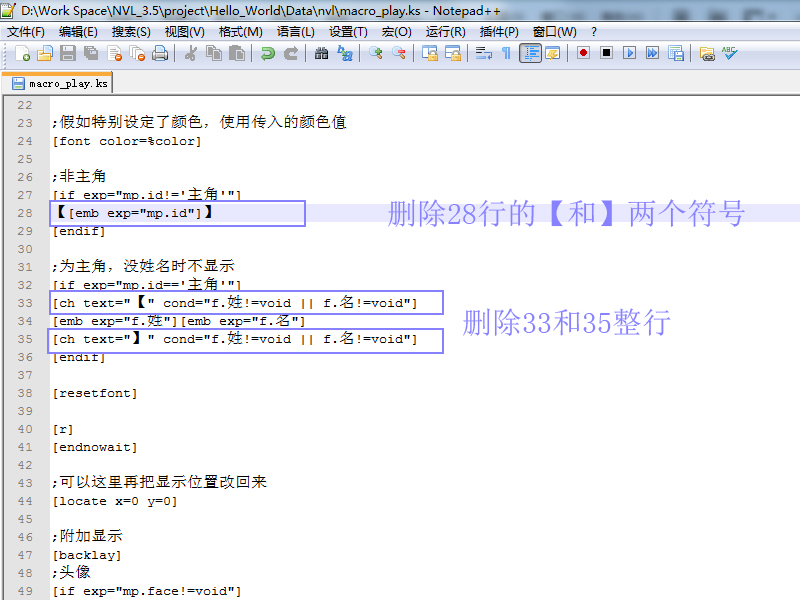 D:\Work Space\NVL_3.5\project\Hello_World\Data\nvl\macro_play.ks - Notepad++
文件(F) 编辑(E) 搜索(S) 视图(V) 格式(M) 语言(L) 设置(T) 宏(O) 运行(R) 插件(P) 窗口(W) ?
macro_play.ks
22
23 ;假如特别设定了颜色，使用传入的颜色值
24 [font color=%color]
25
26 ;非主角
27 [if exp="mp.id!='主角'"]
28 【[emb exp="mp.id"]】 删除28行的【和】两个符号
29 [endif]
30
31 ;为主角，没姓名时不显示
32 [if exp="mp.id=='主角'"]
33 [ch text="【" cond="f.姓!=void || f.名!=void"]
34 [emb exp="f.姓"][emb exp="f.名"] 删除33和35整行
35 [ch text="】" cond="f.姓!=void || f.名!=void"]
36 [endif]
37
38 [resetfont]
39
40 [r]
41 [endnowait]
42
43 ;可以这里再把显示位置改回来
44 [locate x=0 y=0]
45
46 ;附加显示
47 [backlay]
48 ;头像
49 [if exp="mp.face!=void"]